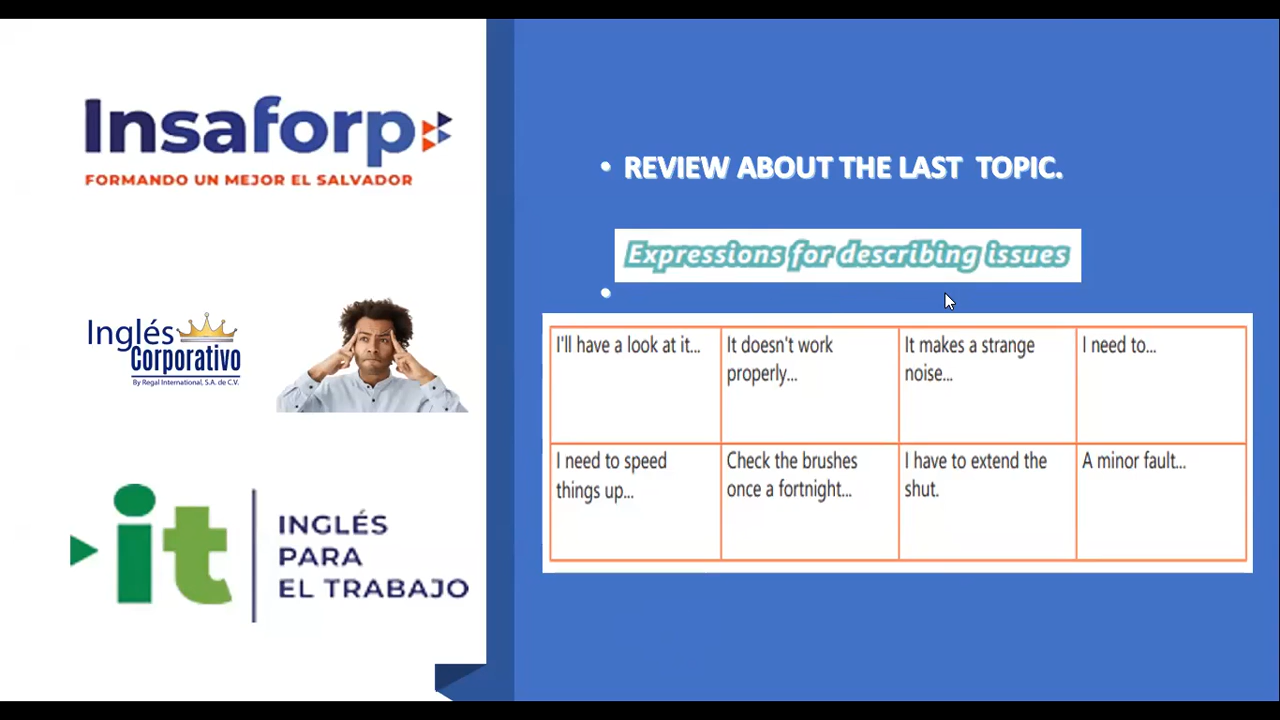 Insaforp
FORMANDO UN MEJOR EL SALVADOR
Inglés
Corporativo
By Regal International, S.A. de C.V.
it
INGLÉS
PARA
EL TRABAJO
• REVIEW ABOUT THE LAST TOPIC.
Expressions for describing issues
•
I'll have a look at it...
It doesn't work
properly...
It makes a strange
noise...
I need to...
I need to speed
things up...
Check the brushes
once a fortnight...
I have to extend the
shut.
A minor fault...